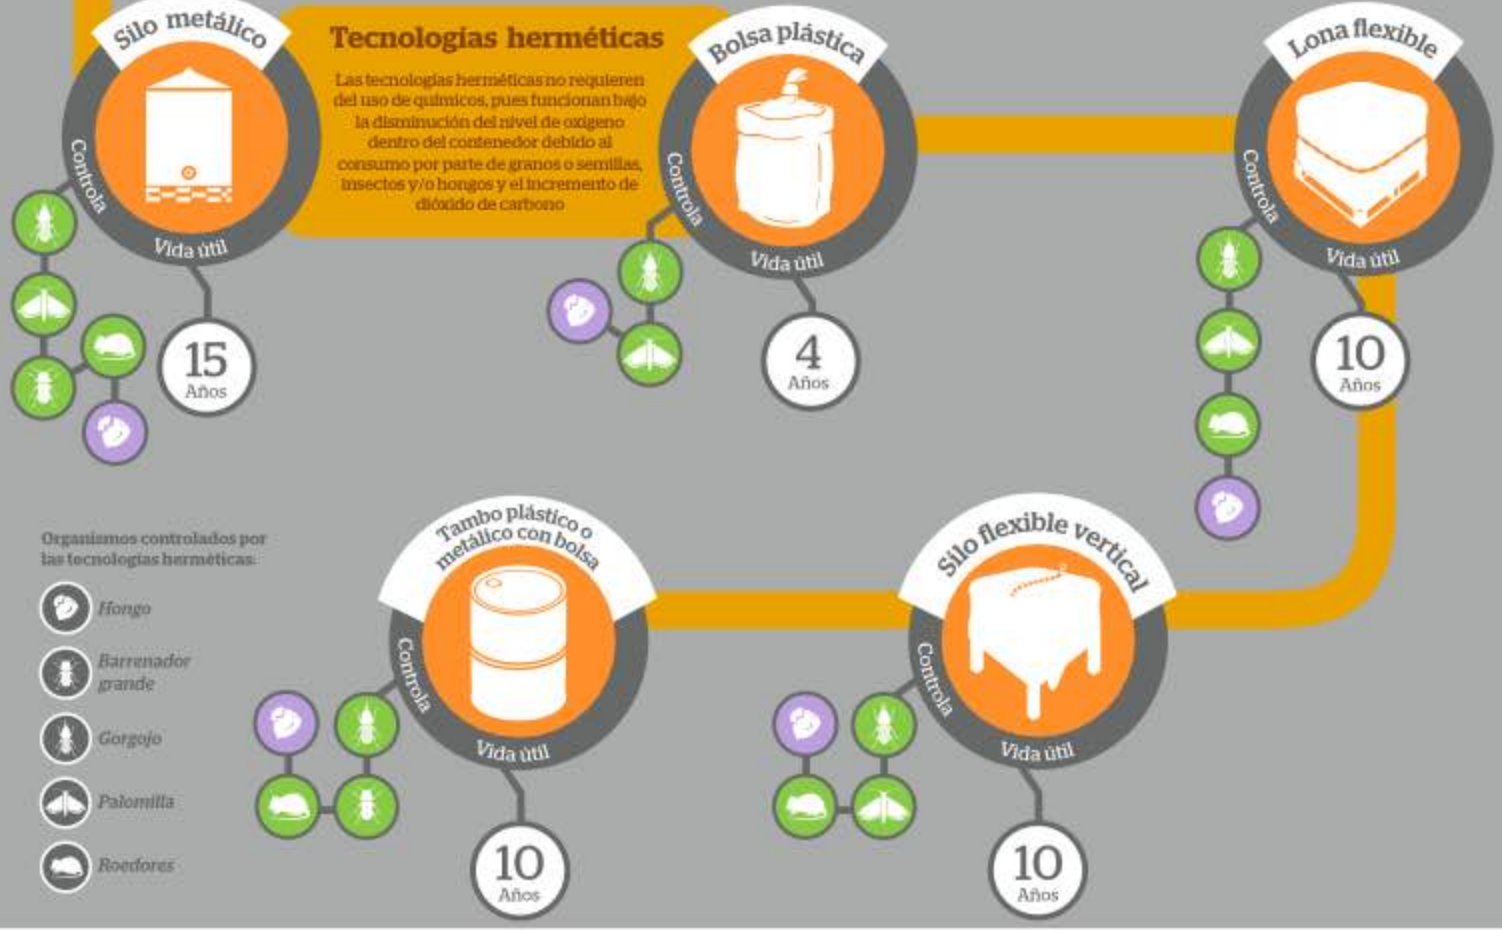 Silo metálico
Controla
Vida útil
15
Años
Tecnologías herméticas
Las tecnologías herméticas no requieren
del uso de químicos, pues funcionan bajo
la disminución del nivel de oxígeno
dentro del contenedor debido al
consumo por parte de granos o semillas,
insectos y/o hongos y el incremento de
dióxido de carbono
Bolsa plástica
Controla
Vida útil
4
Años
Lona flexible
Controla
Vida útil
10
Años
Organismos controlados por
las tecnologías herméticas:
Hongo
Barrenador
grande
Gorgojo
Palomilla
Roedores
Tambo plástico o
metálico con bolsa
Controla
Vida útil
10
Años
Silo flexible vertical
Controla
Vida útil
10
Años